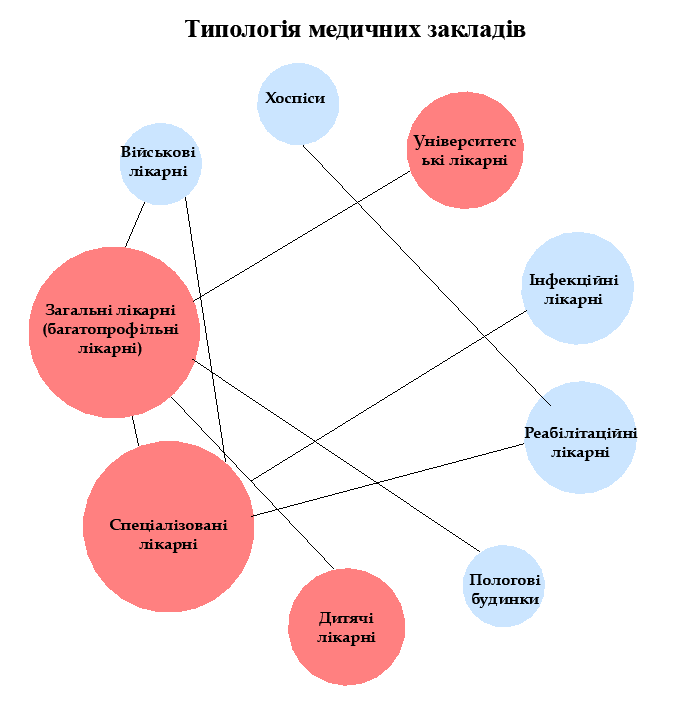 Типологія медичних закладів
Хоспіси
Університетс
ькі лікарні
Військові
лікарні
Інфекційні
лікарні
Загальні лікарні
(багатопрофільні
лікарні)
Реабілітаційні
лікарні
Спеціалізовані
лікарні
Пологові
будинки
Дитячі
лікарні